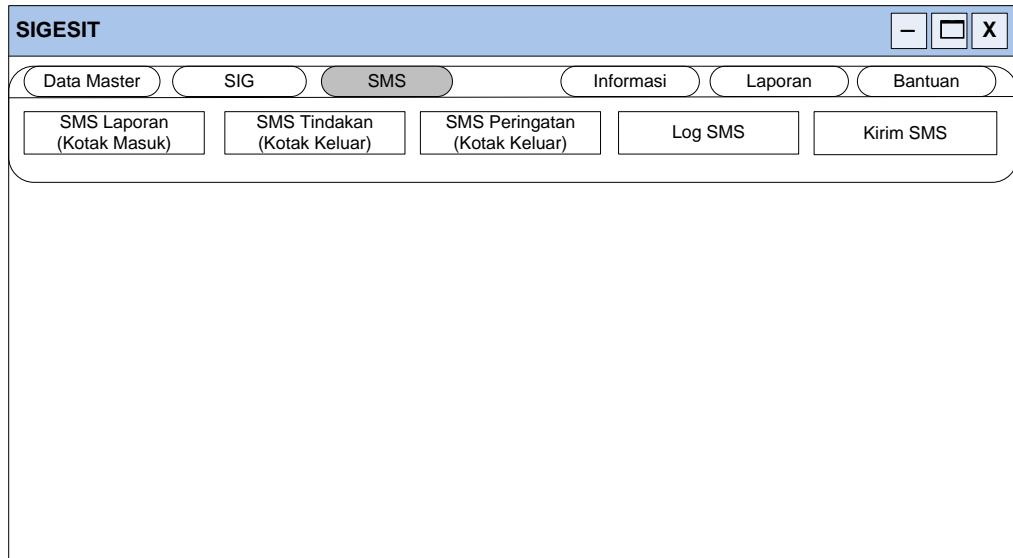 SIGESIT
X
Data Master
SIG
SMS
Informasi
Laporan
Bantuan
SMS Laporan
(Kotak Masuk)
SMS Tindakan
(Kotak Keluar)
SMS Peringatan
(Kotak Keluar)
Log SMS
Kirim SMS